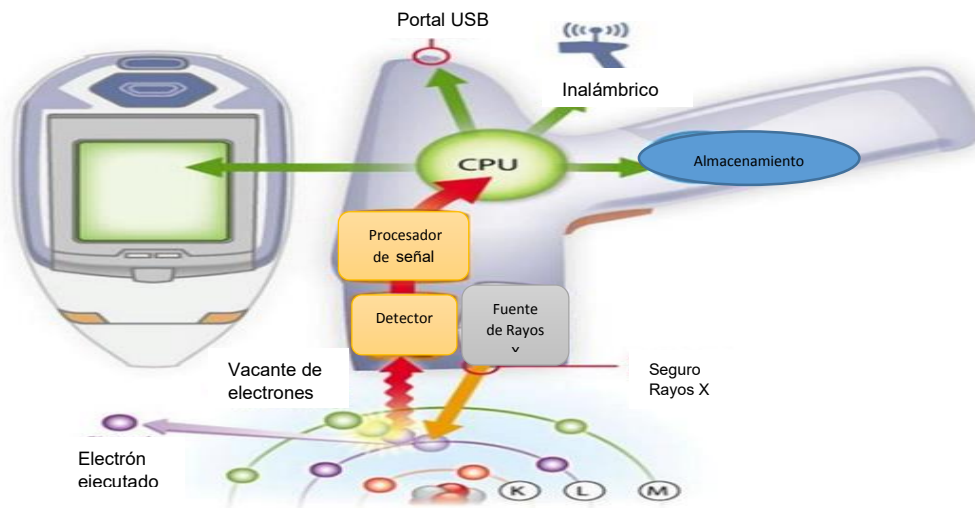 Portal USB
Inalámbrico
CPU
Almacenamiento
Procesador
de señal
Detector
Fuente
de Rayos
X
Vacante de
electrones
Seguro
Rayos X
Electrón
ejecutado
K
L
M